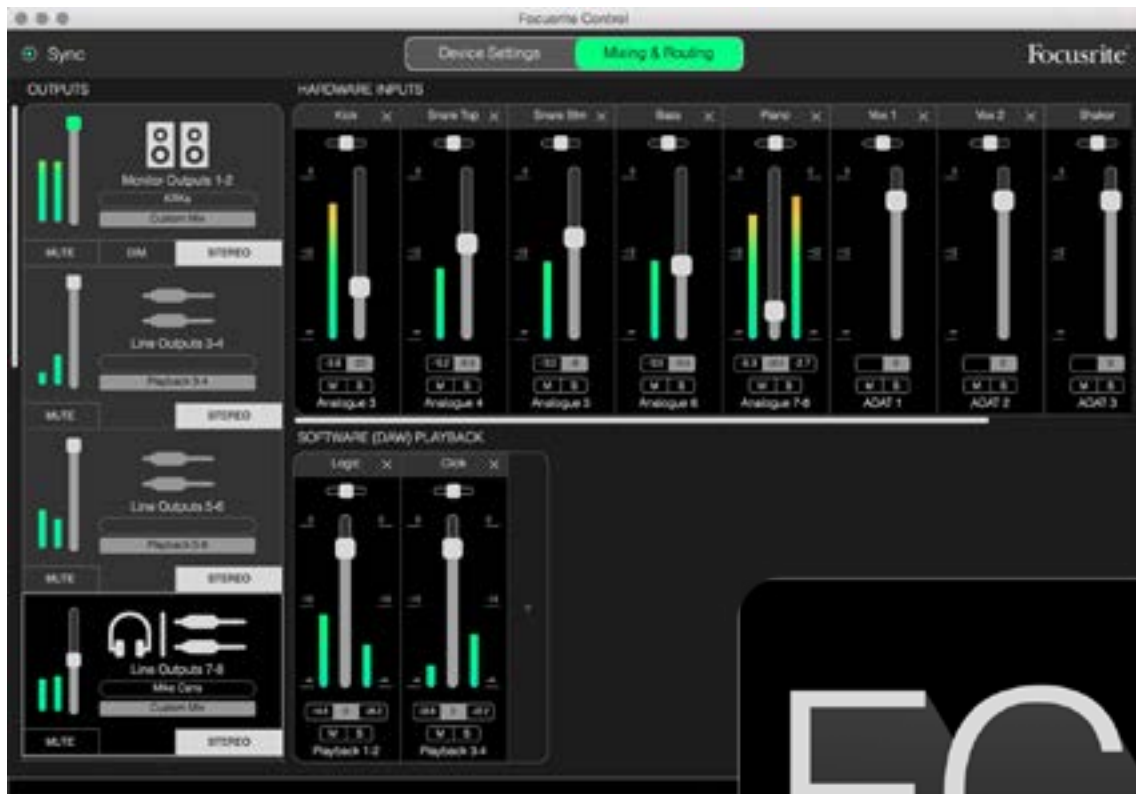 Focusrite Control
Sync
Device Settings
Mixing & Routing
Focusrite
OUTPUTS
HARDWARE INPUTS
Kick
Snare Top
Snare Btm
Bass
Piano
Vox 1
Vox 2
Shaker
Monitor Outputs 1-2
KRKs
Custom Mix
MUTE
DIM
STEREO
Line Outputs 3-4
Playback 3-4
MUTE
STEREO
M S
M S
M S
M S
M S
M S
M S
M S
Analogue 3
Analogue 4
Analogue 5
Analogue 6
Analogue 7-8
ADAT 1
ADAT 2
ADAT 3
SOFTWARE (DAW) PLAYBACK
Logic
Click
Line Outputs 5-6
Playback 5-6
MUTE
STEREO
Line Outputs 7-8
Mike Cans
Custom Mix
MUTE
STEREO
M S
M S
Playback 1-2
Playback 3-4
FC